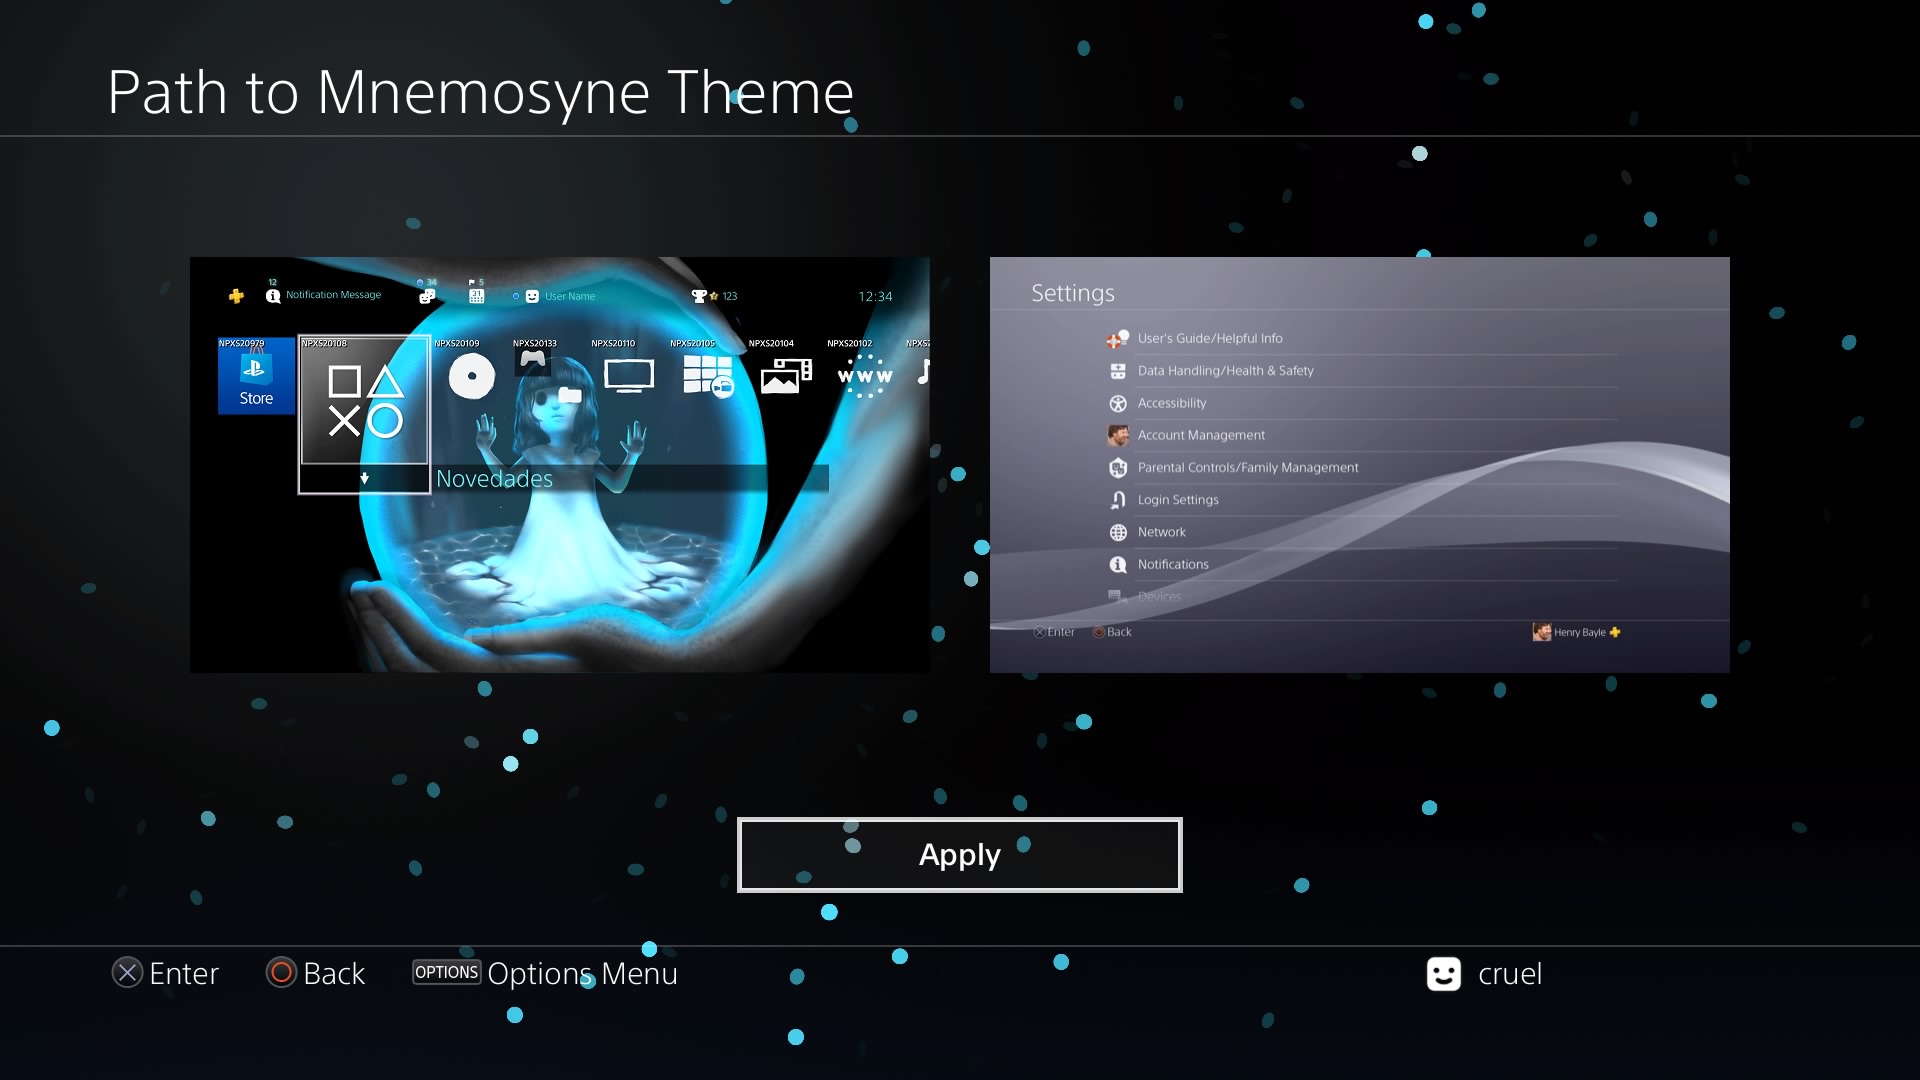 Path to Mnemosyne Theme
12
Notification Message
34
5
31
User Name
123
12:34
NPXS20979
NPXS20108
NPXS20109
NPXS20133
NPXS20110
NPXS20105
NPXS20104
NPXS20102
NPXS2
Store
www
Novedades
Settings
User's Guide/Helpful Info
Data Handling/Health & Safety
Accessibility
Account Management
Parental Controls/Family Management
Login Settings
Network
Notifications
Devices
Enter
Back
Henry Bayle
Apply
Enter
Back
OPTIONS Options Menu
cruel